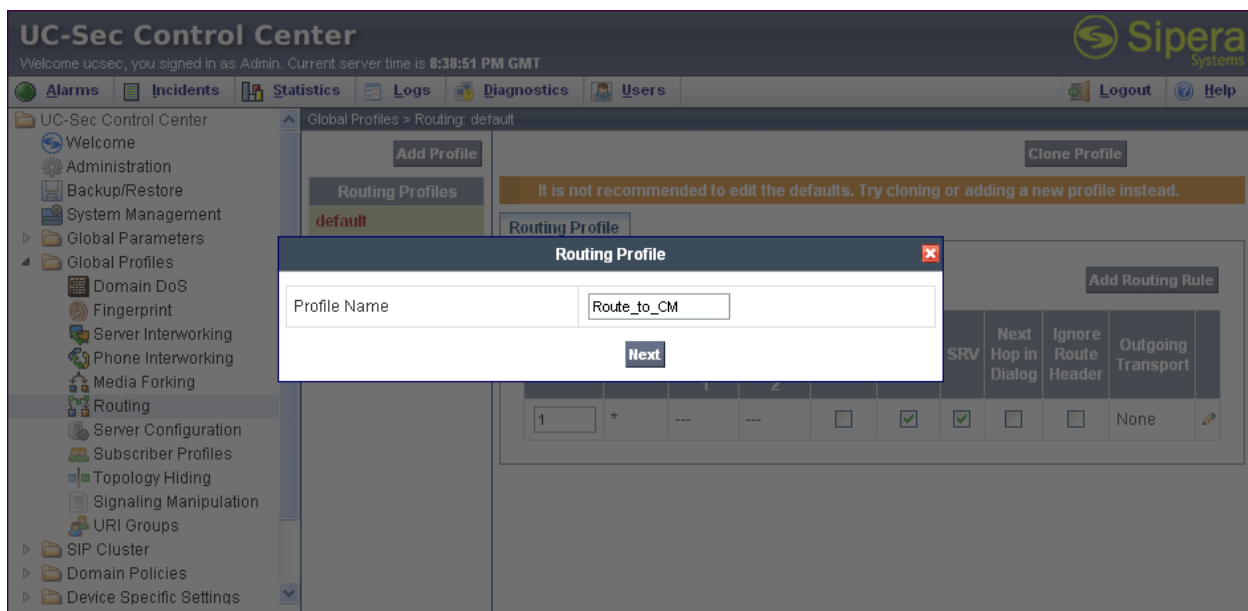 UC-Sec Control Center
Welcome ucsec, you signed in as Admin. Current server time is 8:38:51 PM GMT
Sipera
Systems
Alarms Incidents Statistics Logs Diagnostics Users Logout Help
UC-Sec Control Center
Welcome
Administration
Backup/Restore
System Management
Global Parameters
Global Profiles
Domain DoS
Fingerprint
Server Interworking
Phone Interworking
Media Forking
Routing
Server Configuration
Subscriber Profiles
Topology Hiding
Signaling Manipulation
URI Groups
SIP Cluster
Domain Policies
Device Specific Settings
Global Profiles > Routing: default
Add Profile
Clone Profile
Routing Profiles
default
It is not recommended to edit the defaults. Try cloning or adding a new profile instead.
Routing Profile
Add Routing Rule
Routing Profile
Profile Name Route_to_CM
Next
1 2 SRV Next Hop in Dialog Ignore Route Header Outgoing Transport
1 * --- --- None